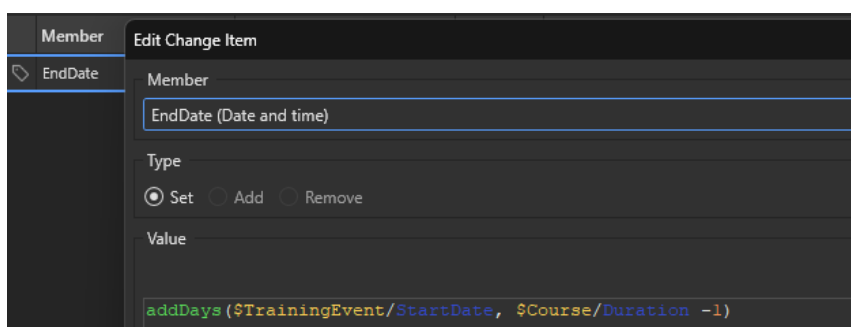 Member
Edit Change Item
EndDate
Member
EndDate (Date and time)
Type
Set Add Remove
Value
addDays($TrainingEvent/StartDate, $Course/Duration -1)